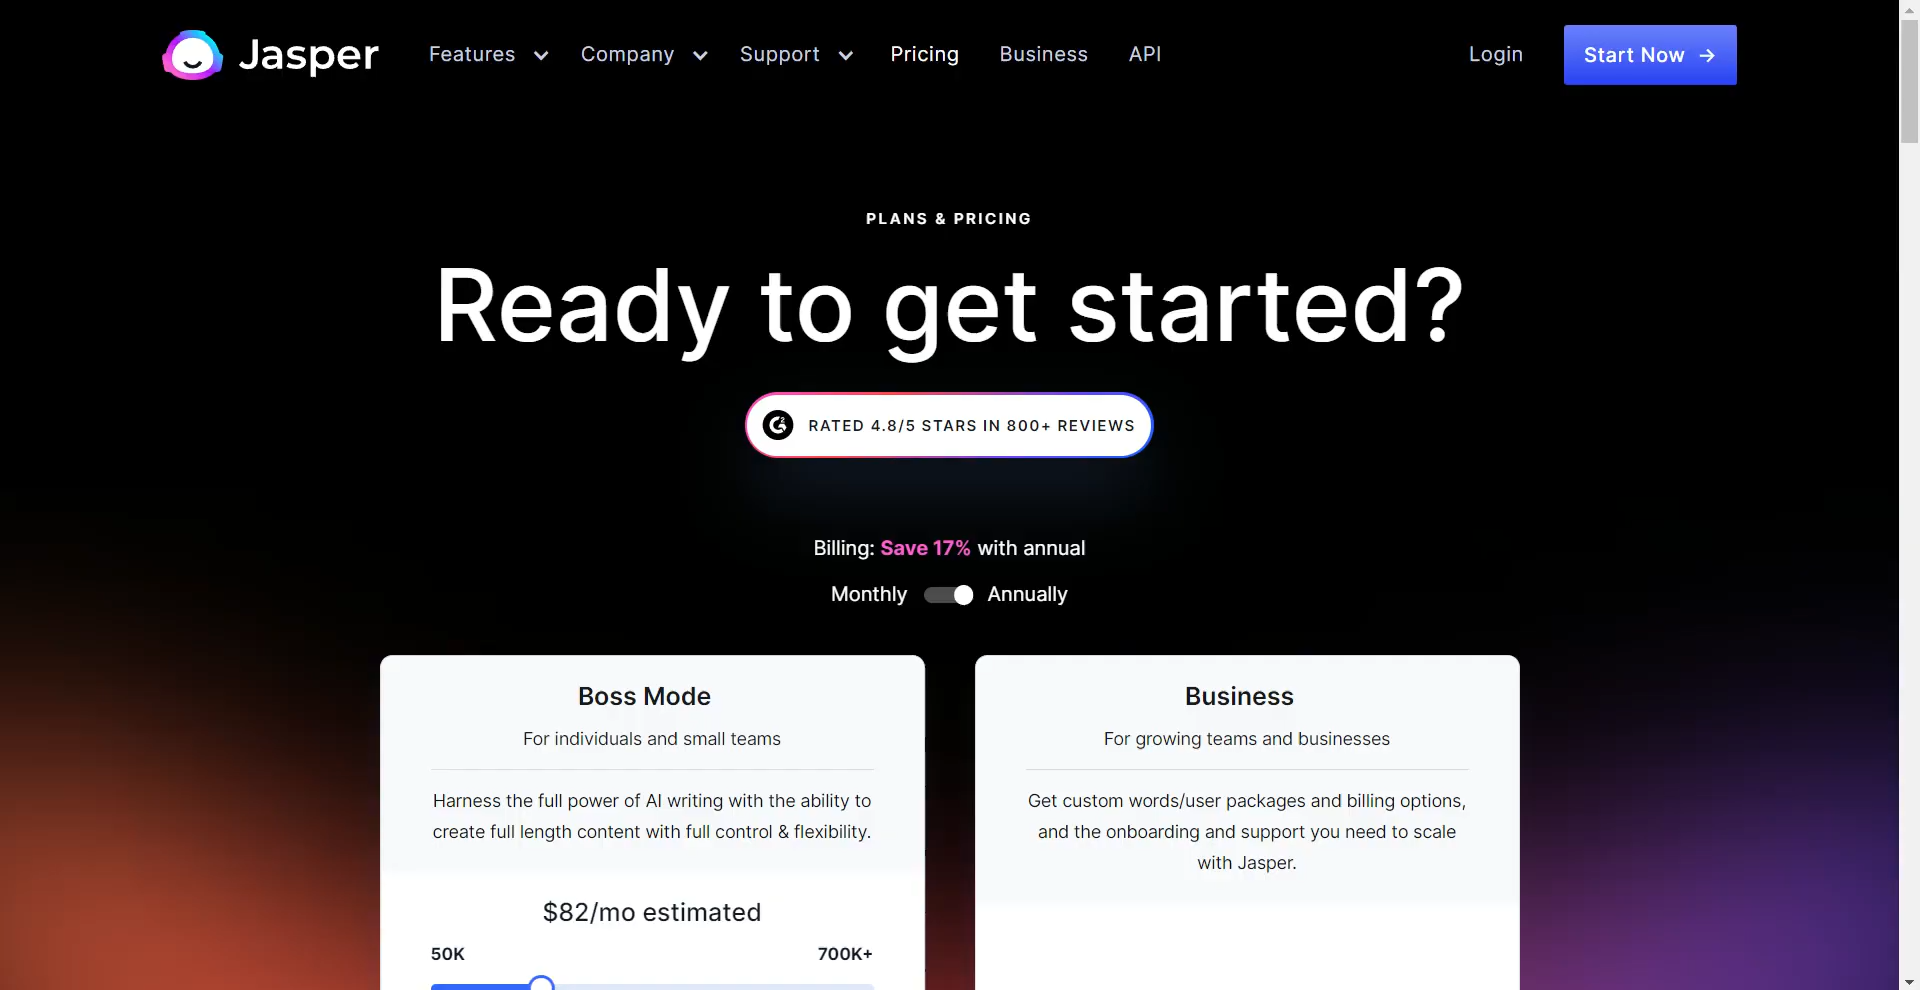 Jasper
Features
Company
Support
Pricing
Business
API
Login
Start Now
PLANS & PRICING
Ready to get started?
RATED 4.8/5 STARS IN 800+ REVIEWS
Billing: Save 17% with annual
Monthly
Annually
Boss Mode
For individuals and small teams
Harness the full power of AI writing with the ability to
create full length content with full control & flexibility.
$82/mo estimated
50K
700K+
Business
For growing teams and businesses
Get custom words/user packages and billing options,
and the onboarding and support you need to scale
with Jasper.